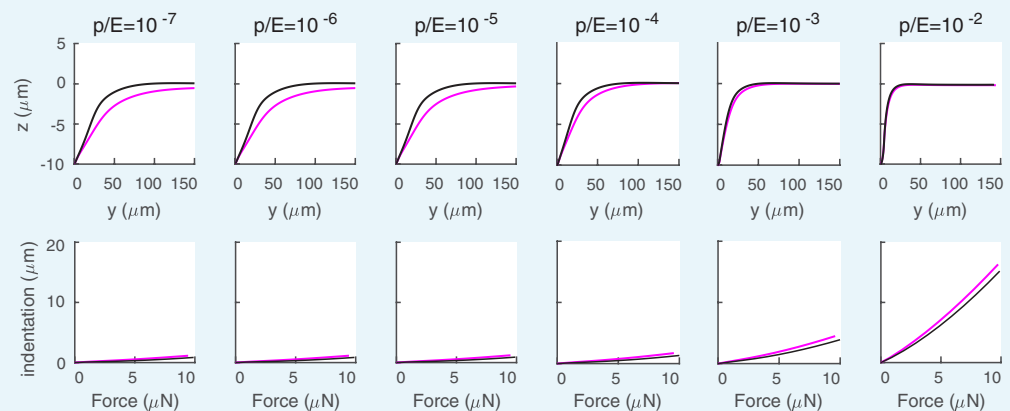 p/E=10 -7 p/E=10 -6 p/E=10 -5 p/E=10 -4 p/E=10 -3 p/E=10 -2
z (μm)
5
0
-5
-10
0 50 100 150 0 50 100 150 0 50 100 150 0 50 100 150 0 50 100 150 0 50 100 150
y (μm) y (μm) y (μm) y (μm) y (μm) y (μm)
indentation (μm)
20
10
0
0 5 10 0 5 10 0 5 10 0 5 10 0 5 10 0 5 10
Force (μN) Force (μN) Force (μN) Force (μN) Force (μN) Force (μN)